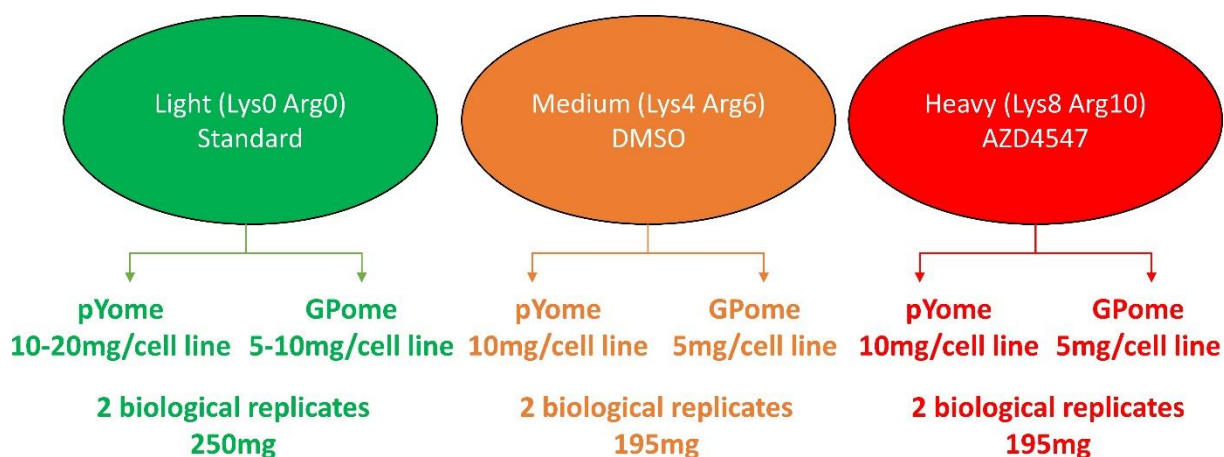 Light (Lys0 Arg0)
Standard
Medium (Lys4 Arg6)
DMSO
Heavy (Lys8 Arg10)
AZD4547
pYome
10-20mg/cell line
GPome
5-10mg/cell line
2 biological replicates
250mg
pYome
10mg/cell line
GPome
5mg/cell line
2 biological replicates
195mg
pYome
10mg/cell line
GPome
5mg/cell line
2 biological replicates
195mg